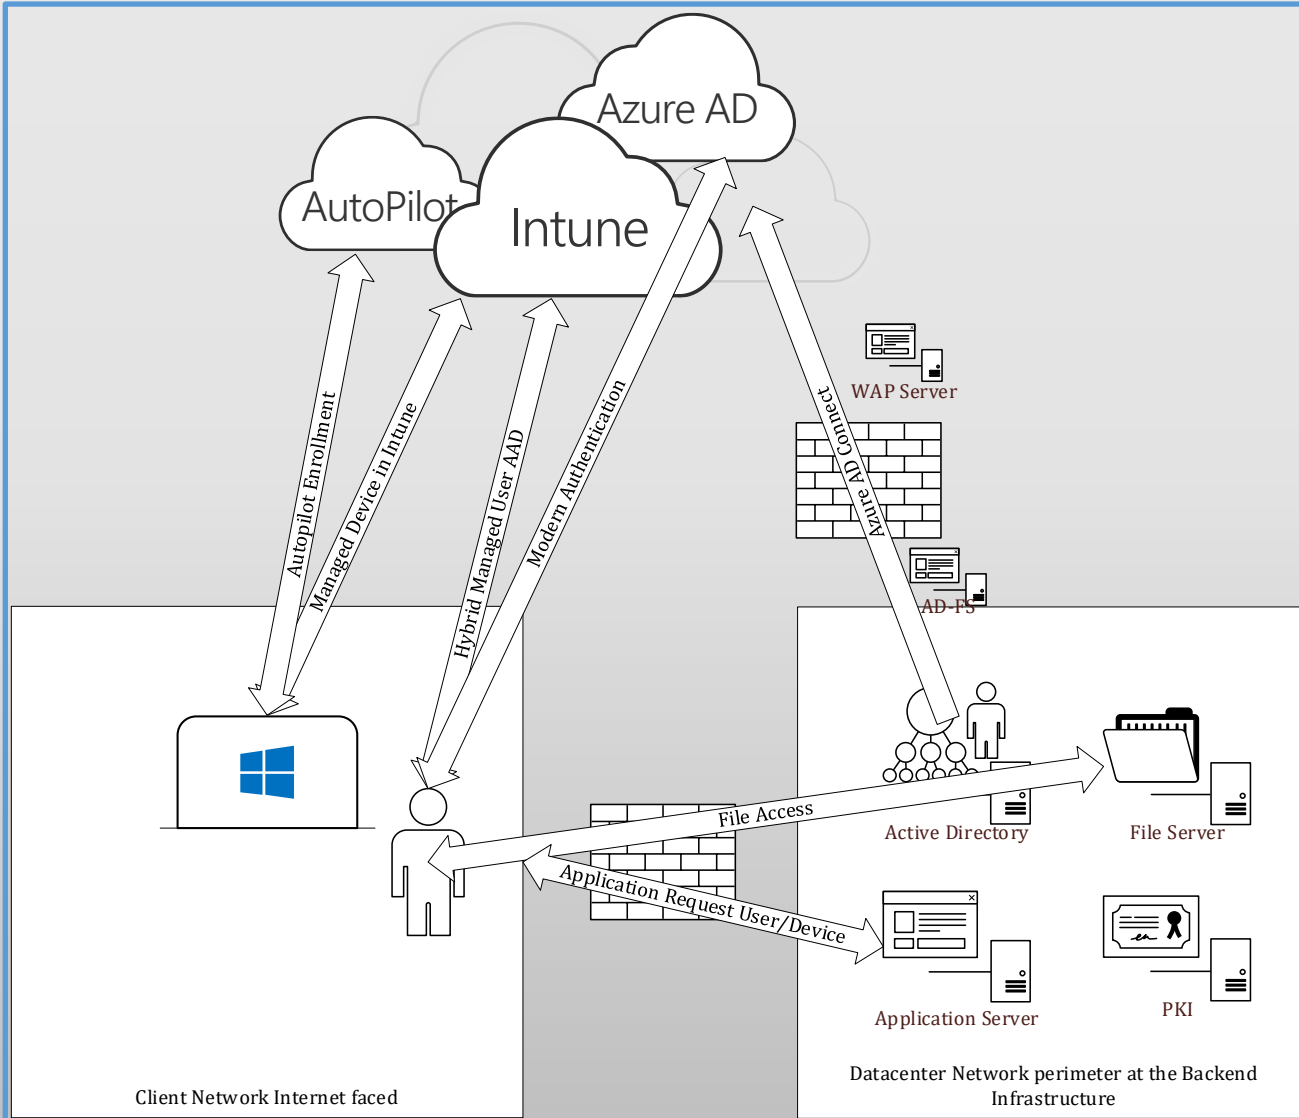 Azure AD
AutoPilot
Intune
WAP Server
Autopilot Enrollment
Managed Device in Intune
Hybrid Managed User AAD
Modern Authentication
Azure AD Connect
AD-FS
File Access
Active Directory
File Server
Application Request User/Device
Application Server
PKI
Client Network Internet faced
Datacenter Network perimeter at the Backend
Infrastructure